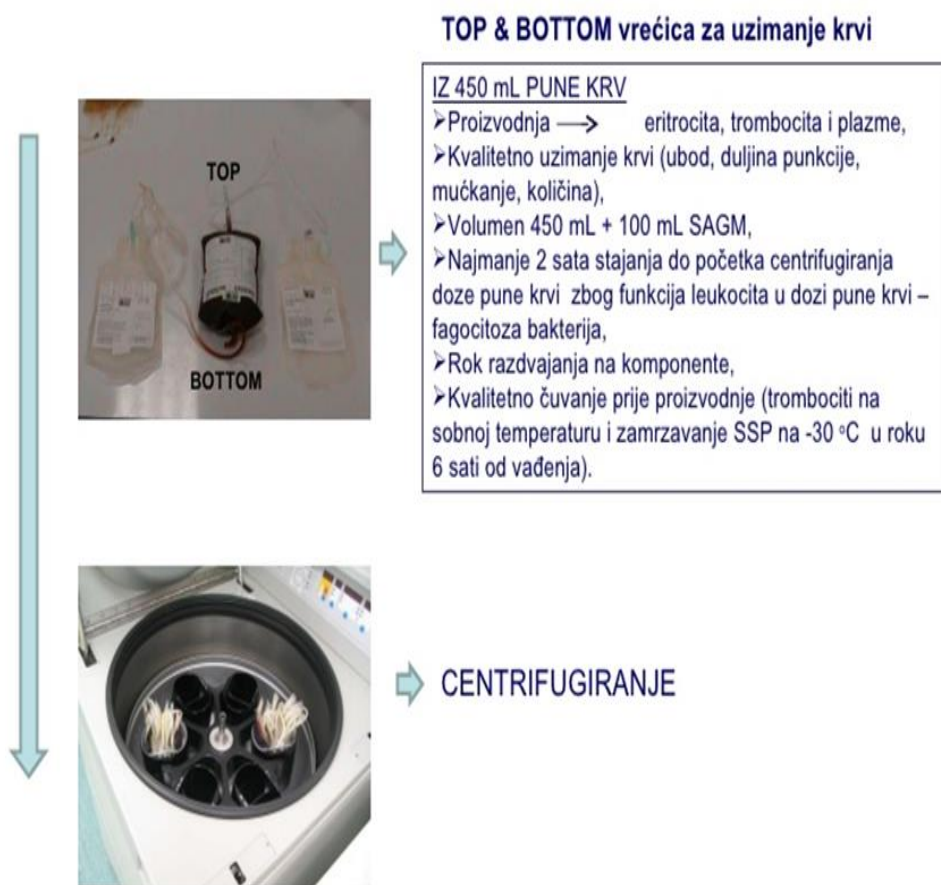 TOP & BOTTOM vrećica za uzimanje krvi
IZ 450 mL PUNE KRV
➢Proizvodnja → eritrocita, trombocita i plazme,
➢Kvalitetno uzimanje krvi (ubod, duljina punkcije,
mućkanje, količina),
➢Volumen 450 mL + 100 mL SAGM,
➢Najmanje 2 sata stajanja do početka centrifugiranja
doze pune krvi zbog funkcija leukocita u dozi pune krvi –
fagocitoza bakterija,
➢Rok razdvajanja na komponente,
➢Kvalitetno čuvanje prije proizvodnje (trombociti na
sobnoj temperaturu i zamrzavanje SSP na -30 °C u roku
6 sati od vađenja).
TOP
BOTTOM
CENTRIFUGIRANJE